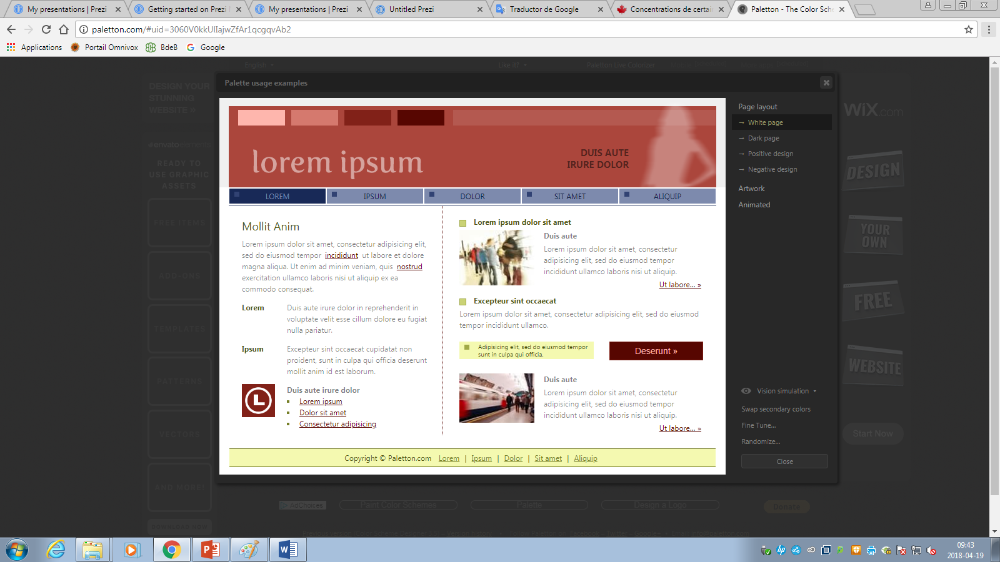 My presentations | Prezi
Getting started on Prezi
My presentations | Prezi
Untitled Prezi
Traductor de Google
Concentrations de certai
Paletton - The Color Sche
paletton.com/#uid=3060V0kkUlIajwZfAr1qcgqvAb2
Applications
Portail Omnivox
BdeB
Google
English
Like it?
Paletton Live Colorizer
DESIGN YOUR
STUNNING
WEBSITE »
envatoelements
READY TO
USE GRAPHIC
ASSETS
FREE ITEMS
ADD-ONS
TEMPLATES
PATTERNS
VECTORS
AND MORE!
DOWNLOAD NOW
Palette usage examples
lorem ipsum
DUIS AUTE
IRURE DOLOR
LOREM
IPSUM
DOLOR
SIT AMET
ALIQUIP
Mollit Anim
Lorem ipsum dolor sit amet, consectetur adipisicing elit,
sed do eiusmod tempor incididunt ut labore et dolore
magna aliqua. Ut enim ad minim veniam, quis nostrud
exercitation ullamco laboris nisi ut aliquip ex ea
commodo consequat.
Lorem
Duis aute irure dolor in reprehenderit in
voluptate velit esse cillum dolore eu fugiat
nulla pariatur.
Ipsum
Excepteur sint occaecat cupidatat non
proident, sunt in culpa qui officia deserunt
mollit anim id est laborum.
L
Duis aute irure dolor
Lorem ipsum
Dolor sit amet
Consectetur adipisicing
Lorem ipsum dolor sit amet
Duis aute
Lorem ipsum dolor sit amet, consectetur
adipisicing elit, sed do eiusmod tempor
incididunt ullamco laboris nisi ut aliquip.
Ut labore... »
Excepteur sint occaecat
Lorem ipsum dolor sit amet, consectetur adipisicing elit, sed do eiusmod
tempor incididunt ullamco.
Adipisicing elit, sed do eiusmod tempor
sunt in culpa qui officia.
Deserunt »
Duis aute
Lorem ipsum dolor sit amet, consectetur
adipisicing elit, sed do eiusmod tempor
incididunt ullamco laboris nisi ut aliquip.
Ut labore... »
Copyright © Paletton.com Lorem | Ipsum | Dolor | Sit amet | Aliquip
Page layout
→ White page
→ Dark page
→ Positive design
→ Negative design
Artwork
Animated
Vision simulation
Swap secondary colors
Fine Tune...
Randomize...
Close
WiX.com
DESIGN
YOUR
OWN
FREE
WEBSITE
Start Now
AdChoices
Paint Color Schemes
Palette
Design a Logo
Donate
09:43
2018-04-19